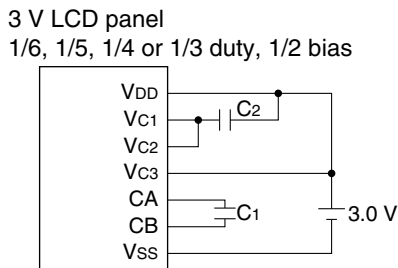 3 V LCD panel
1/6, 1/5, 1/4 or 1/3 duty, 1/2 bias
VDD
VC1
C2
VC2
VC3
CA
C1
3.0 V
CB
VSS